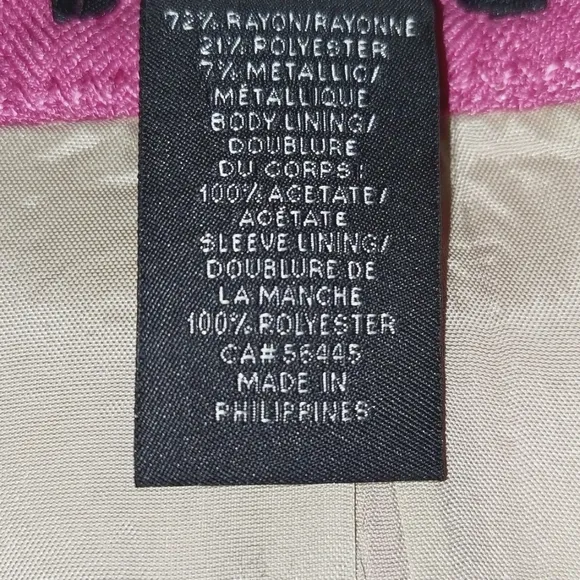 72% RAYON/RAYONNE
21% POLYESTER
7% METALLIC/
MÉTALLIQUE
BODY LINING/
DOUBLURE
DU CORPS:
100% ACETATE/
ACÉTATE
SLEEVE LINING/
DOUBLURE DE
LA MANCHE
100% POLYESTER
CA# 56445
MADE IN
PHILIPPINES